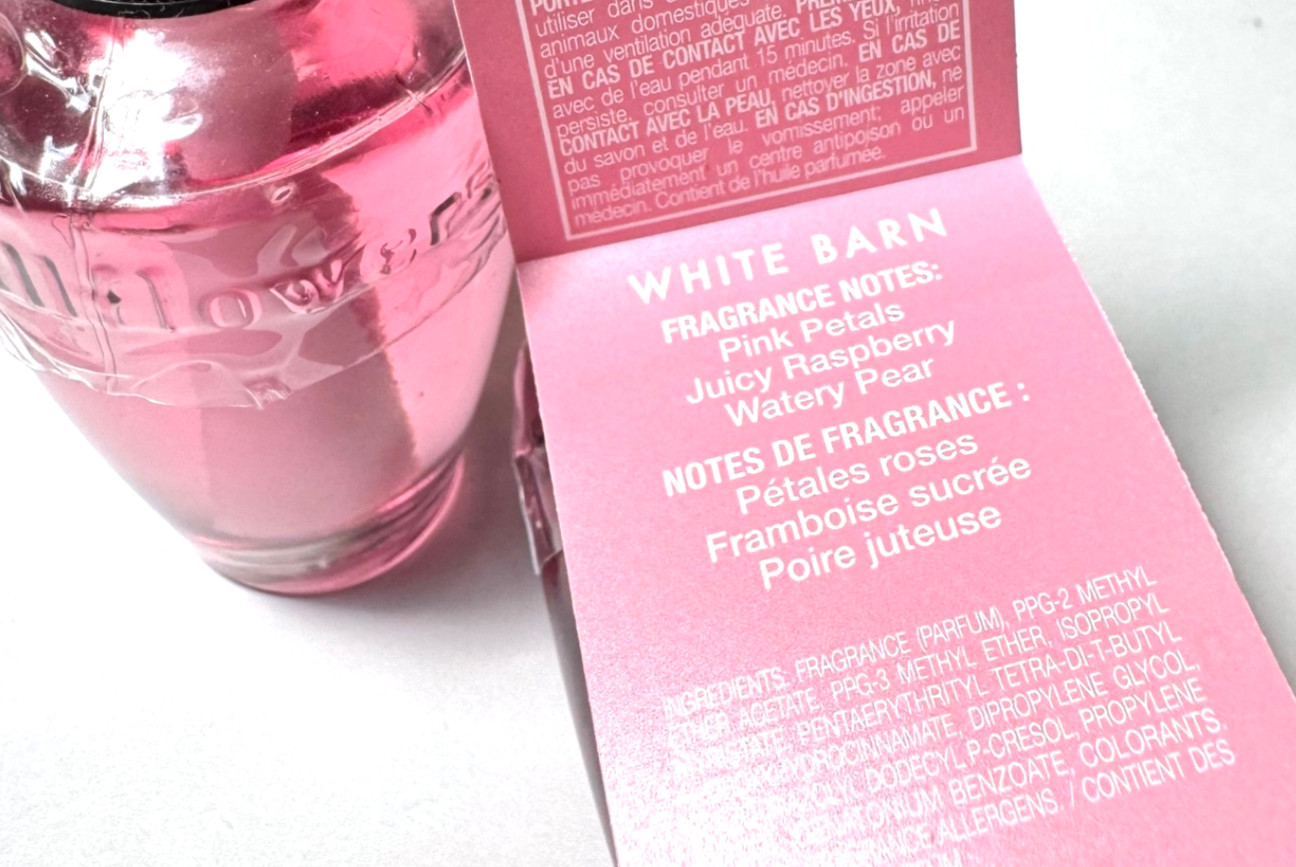 wallflowers
utiliser dans
animaux domestiques
d'une ventilation adéquate.
EN CAS DE CONTACT AVEC LES YEUX,
avec de l'eau pendant 15 minutes. Si l'irritation
persiste, consulter un médecin. EN CAS DE
CONTACT AVEC LA PEAU, nettoyer la zone avec
du savon et de l'eau. EN CAS D'INGESTION, ne
pas provoquer le vomissement; appeler
immédiatement un centre antipoison ou un
médecin. Contient de l'huile parfumée.
WHITE BARN
FRAGRANCE NOTES:
Pink Petals
Juicy Raspberry
Watery Pear
NOTES DE FRAGRANCE :
Pétales roses
Framboise sucrée
Poire juteuse
INGREDIENTS: FRAGRANCE (PARFUM), PPG-2 METHYL
ETHER ACETATE, PPG-3 METHYL ETHER, ISOPROPYL
PENTAERYTHRITYL TETRA-DI-T-BUTYL
DIPROPYLENE GLYCOL,
DODECYL P-CRESOL, PROPYLENE
BENZOATE, COLORANTS.
ALLERGENS. / CONTIENT DES